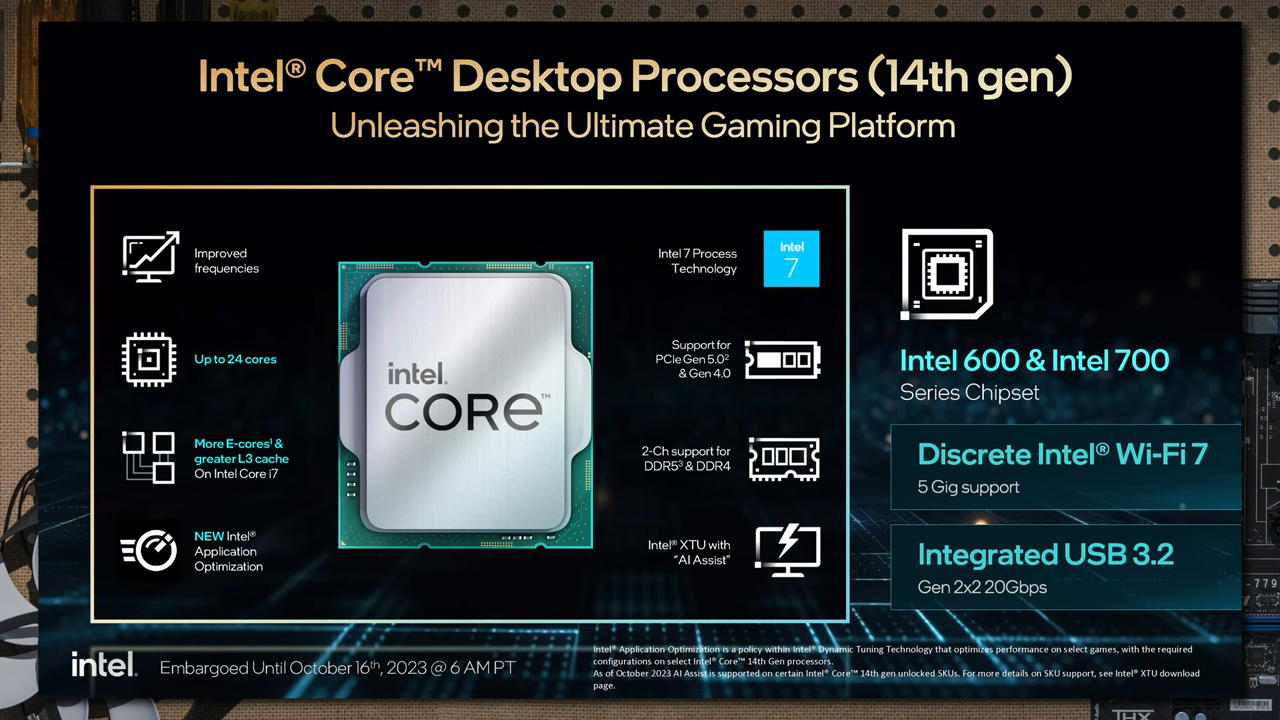 Intel® Core™ Desktop Processors (14th gen)
Unleashing the Ultimate Gaming Platform
Improved
frequencies
Up to 24 cores
More E-cores¹ &
greater L3 cache
On Intel Core i7
NEW Intel®
Application
Optimization
intel.
CORE™
Intel 7 Process
Technology
Intel
7
Support for
PCIe Gen 5.0²
& Gen 4.0
2-Ch support for
DDR5³ & DDR4
Intel® XTU with
“AI Assist”
Intel 600 & Intel 700
Series Chipset
Discrete Intel® Wi-Fi 7
5 Gig support
Integrated USB 3.2
Gen 2x2 20Gbps
intel.
Embargoed Until October 16th, 2023 @ 6 AM PT
Intel® Application Optimization is a policy within Intel® Dynamic Tuning Technology that optimizes performance on select games, with the required
configurations on select Intel® Core™ 14th Gen processors.
As of October 2023 AI Assist is supported on certain Intel® Core™ 14th gen unlocked SKUs. For more details on SKU support, see Intel® XTU download
page.
-779
THX